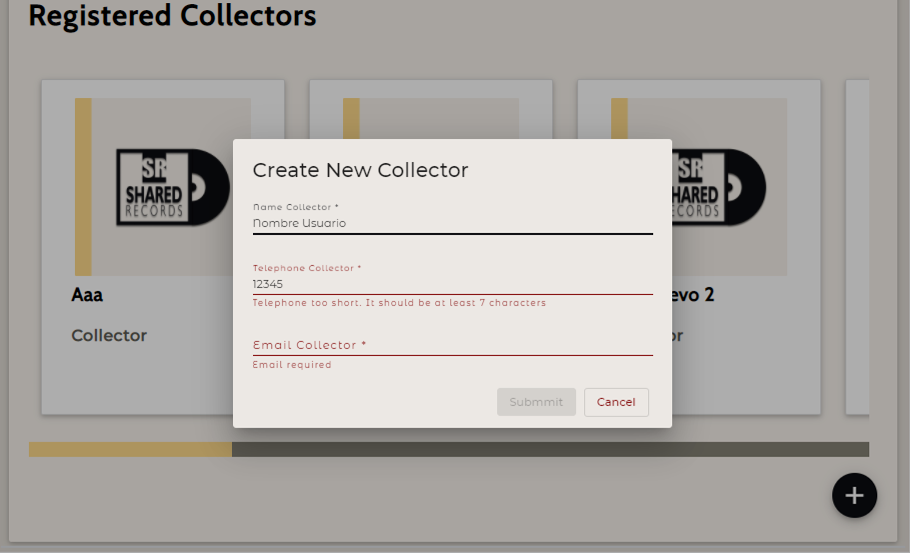 Registered Collectors
SR
SHARED
RECORDS
Aaa
Collector
Create New Collector
Name Collector *
Nombre Usuario
Telephone Collector *
12345
Telephone too short. It should be at least 7 characters
Email Collector *
Email required
Submmit
Cancel
SR
SHARED
RECORDS
evo 2
or
+